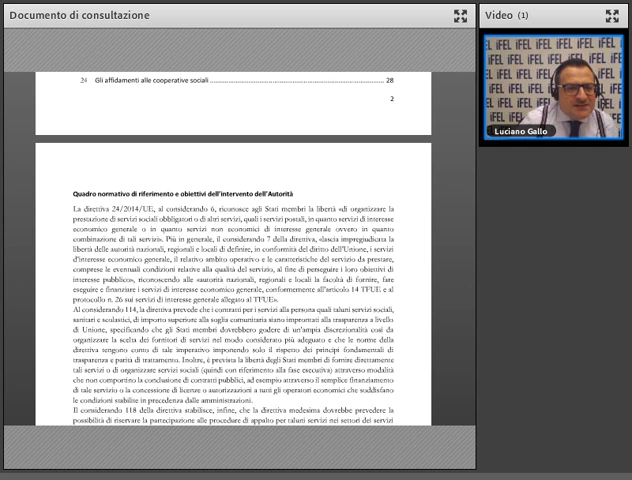 Documento di consultazione
24 Gli affidamenti alle cooperative sociali ........................................................................ 28
2
Quadro normativo di riferimento e obiettivi dell'intervento dell'Autorità
La direttiva 24/2014/UE, al considerando 6, riconosce agli Stati membri la libertà «di organizzare la
prestazione di servizi sociali obbligatori o di altri servizi, quali i servizi postali, in quanto servizi di interesse
economico generale o in quanto servizi non economici di interesse generale ovvero in quanto
combinazione di tali servizi». Più in generale, il considerando 7 della direttiva, «lascia impregiudicata la
libertà delle autorità nazionali, regionali e locali di definire, in conformità del diritto dell'Unione, i servizi
d'interesse economico generale, il relativo ambito operativo e le caratteristiche del servizio da prestare,
comprese le eventuali condizioni relative alla qualità del servizio, al fine di perseguire i loro obiettivi di
interesse pubblico», riconoscendo alle «autorità nazionali, regionali e locali la facoltà di fornire, fare
eseguire e finanziare i servizi di interesse economico generale, conformemente all'articolo 14 TFUE e al
protocollo n. 26 sui servizi di interesse generale allegato al TFUE».
Al considerando 114, la direttiva prevede che i contratti per i servizi alla persona quali taluni servizi sociali,
sanitari e scolastici, di importo superiore alla soglia comunitaria siano improntati alla trasparenza a livello
di Unione, specificando che gli Stati membri dovrebbero godere di un'ampia discrezionalità così da
organizzare la scelta dei fornitori di servizi nel modo considerato più adeguato e che le norme della
direttiva tengono conto di tale imperativo imponendo solo il rispetto dei principi fondamentali di
trasparenza e parità di trattamento. Inoltre, è prevista la libertà degli Stati membri di fornire direttamente
tali servizi o di organizzare servizi sociali (quindi con riferimento alla fase esecutiva) attraverso modalità
che non comportino la conclusione di contratti pubblici, ad esempio attraverso il semplice finanziamento
di tale servizio o la concessione di licenze o autorizzazioni a tutti gli operatori economici che soddisfano
le condizioni stabilite in precedenza dalle amministrazioni.
Il considerando 118 della direttiva stabilisce, infine, che la direttiva medesima dovrebbe prevedere la
possibilità di riservare la partecipazione alle procedure di appalto per taluni servizi nei settori dei servizi
Video (1)
iFEL iFEL iFEL iFEL
Luciano Gallo